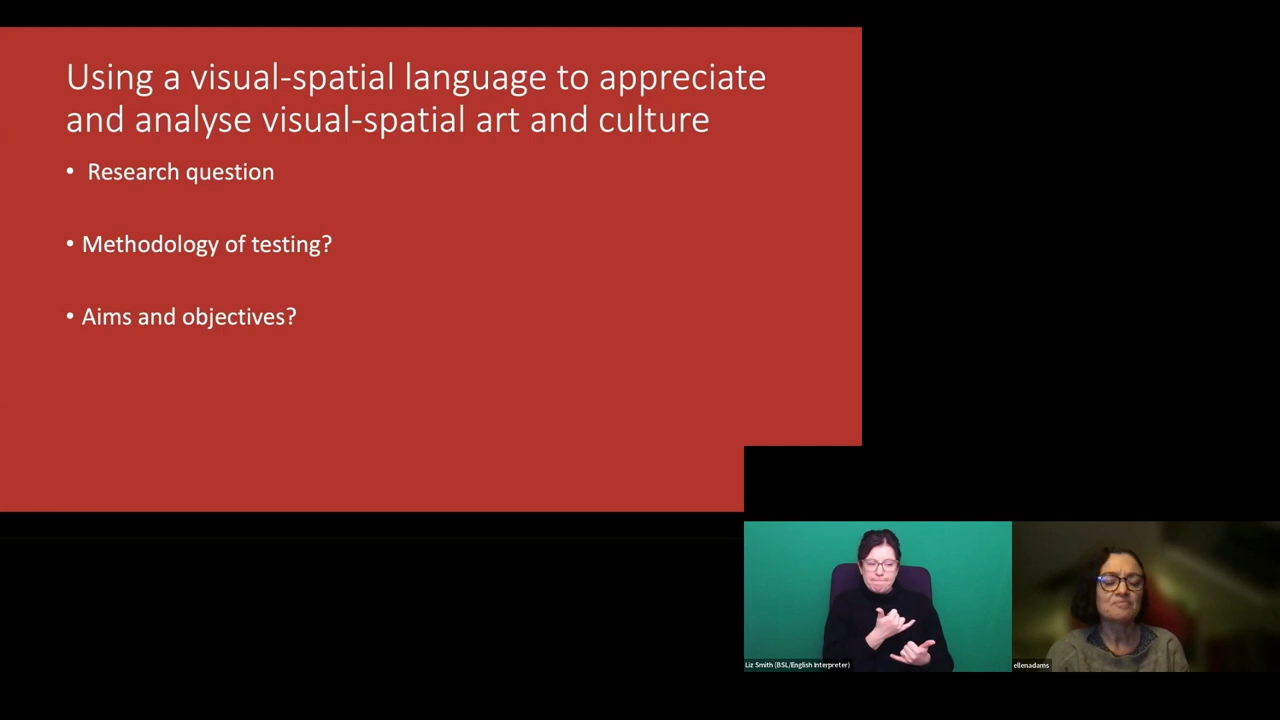 Using a visual-spatial language to appreciate
and analyse visual-spatial art and culture
• Research question
• Methodology of testing?
• Aims and objectives?
Liz Smith (BSL/English Interpreter)
ellenadams